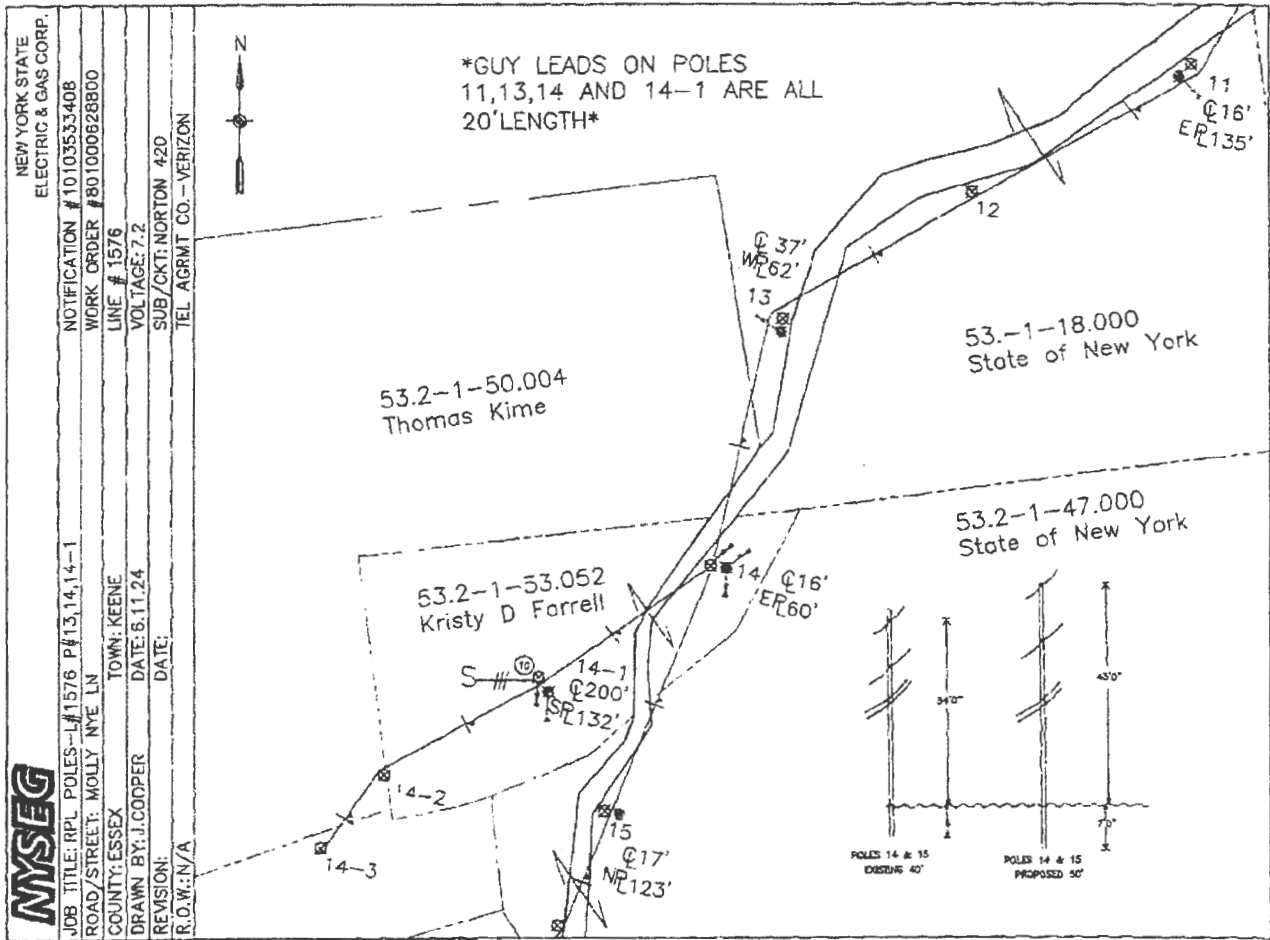 NEW YORK STATE
ELECTRIC & GAS CORP.
NYSEG
JOB TITLE: RPL POLES-L#1576 P#13,14,14-1
NOTIFICATION #10103533408
ROAD/STREET: MOLLY NYE LN
WORK ORDER #801000628800
COUNTY: ESSEX
TOWN: KEENE
LINE # 1576
DRAWN BY: J.COOPER
DATE: 6.11.24
VOLTAGE: 7.2
REVISION:
DATE:
SUB/CKT: NORTON 420
R.O.W.: N/A
TEL AGRMT CO.-VERIZON
N
*GUY LEADS ON POLES
11,13,14 AND 14-1 ARE ALL
20'LENGTH*
11
℄16'
E℄135'
12
℄ 37'
62'
13
53.-1-18.000
State of New York
53.2-1-50.004
Thomas Kime
53.2-1-47.000
State of New York
53.2-1-53.052
Kristy D Farrell
14
℄16'
60'
10
S
14-1
℄200'
132'
14-2
14-3
15
℄17'
123'
34'0"
43'0"
7'0"
POLES 14 & 15
EXISTING 40'
POLES 14 & 15
PROPOSED 50'